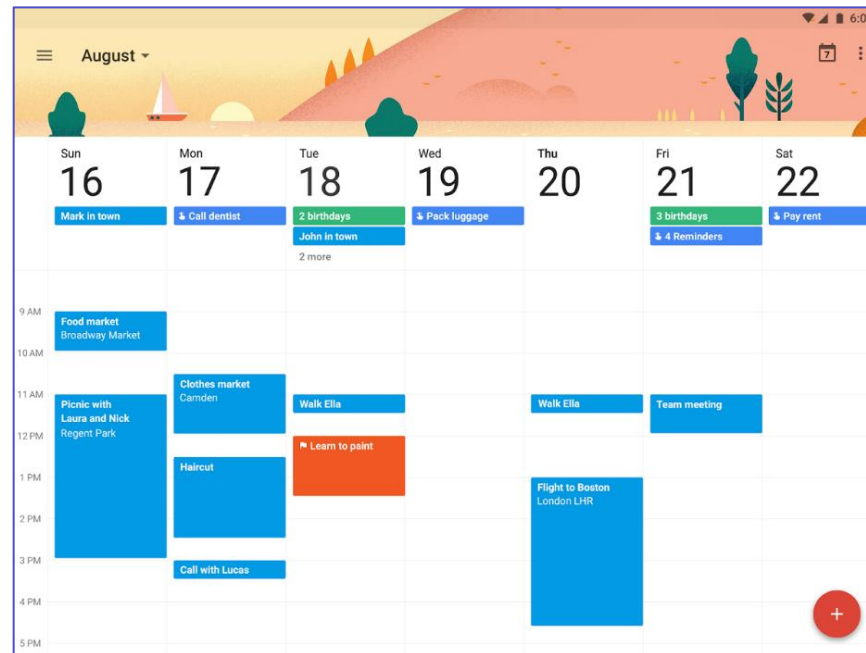 6:0
August
7
Sun
16
Mon
17
Tue
18
Wed
19
Thu
20
Fri
21
Sat
22
Mark in town
Call dentist
2 birthdays
Pack luggage
3 birthdays
Pay rent
John in town
4 Reminders
2 more
9 AM
Food market
Broadway Market
10 AM
Clothes market
Camden
11 AM
Picnic with
Laura and Nick
Regent Park
Walk Ella
Walk Ella
Team meeting
12 PM
Learn to paint
Haircut
1 PM
Flight to Boston
London LHR
2 PM
3 PM
Call with Lucas
4 PM
5 PM